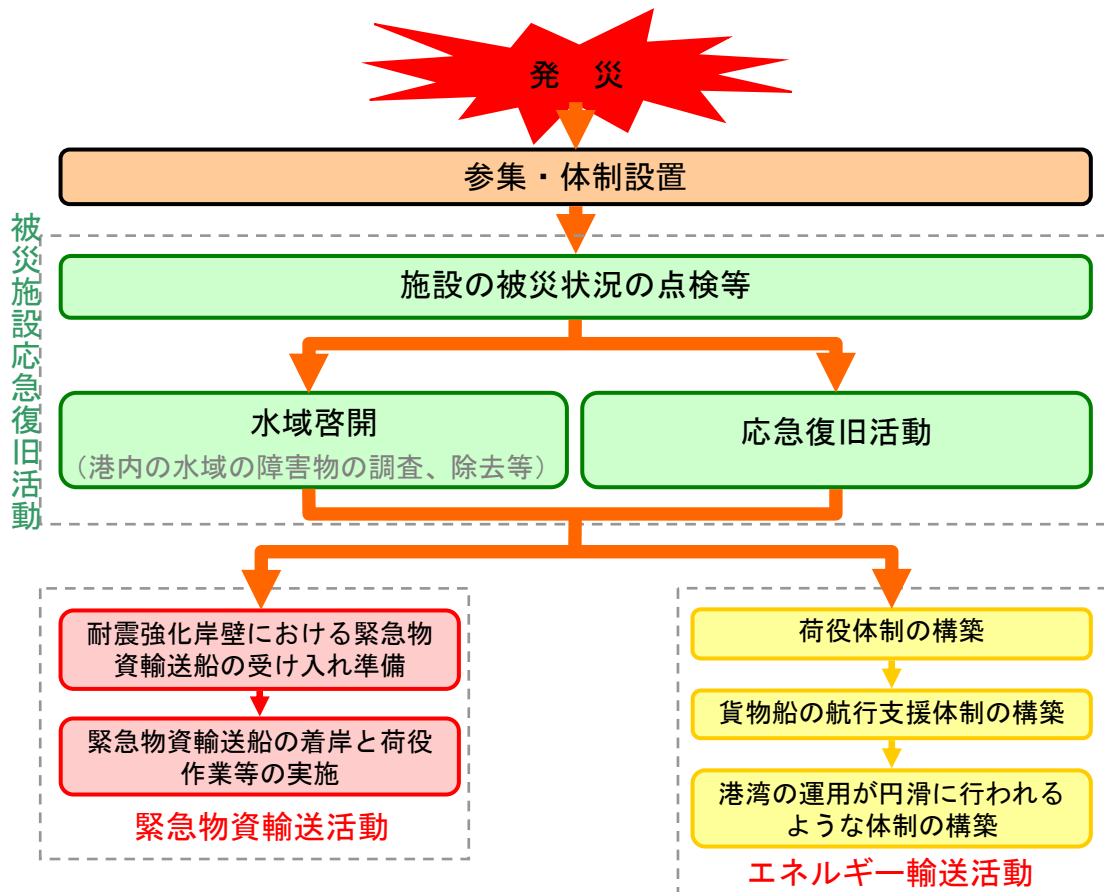 発 災
参集・体制設置
被災施設応急復旧活動
施設の被災状況の点検等
水域啓開
（港内の水域の障害物の調査、除去等）
応急復旧活動
耐震強化岸壁における緊急物
資輸送船の受け入れ準備
緊急物資輸送船の着岸と荷役
作業等の実施
緊急物資輸送活動
荷役体制の構築
貨物船の航行支援体制の構築
港湾の運用が円滑に行われる
ような体制の構築
エネルギー輸送活動